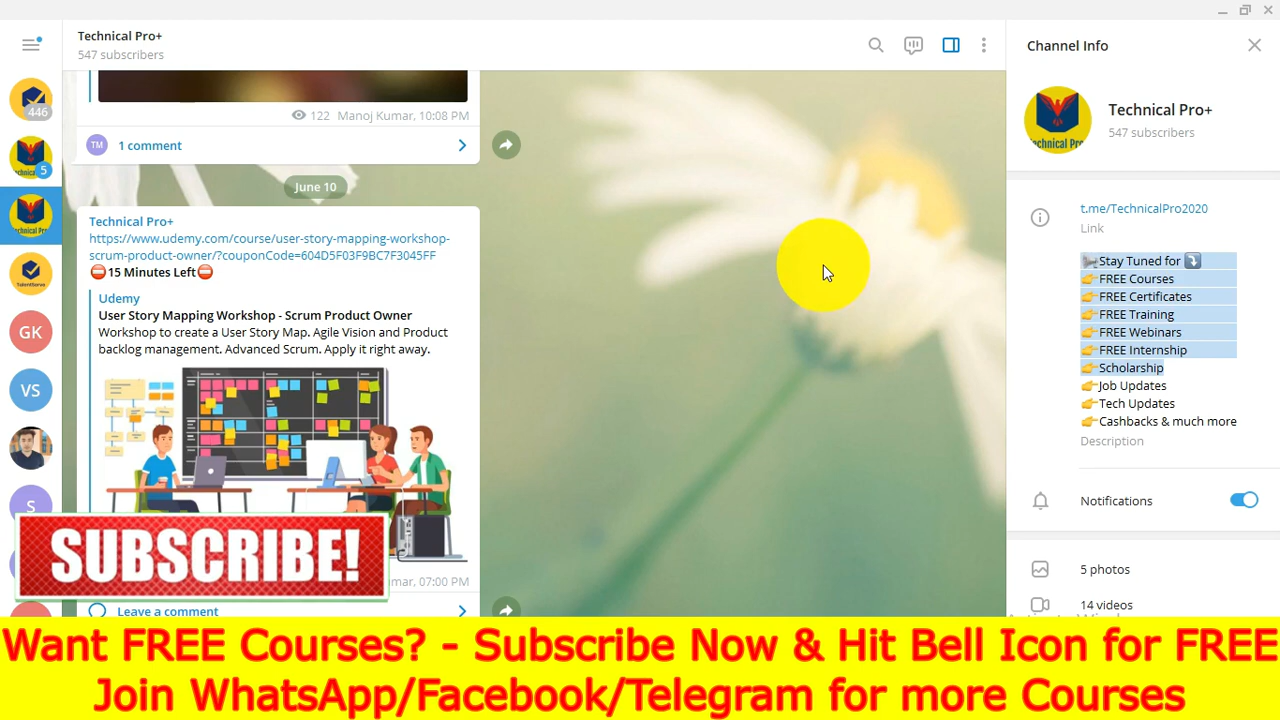 Technical Pro+
547 subscribers
Channel Info
446
5
GK
VS
S
122 Manoj Kumar, 10:08 PM
TM
1 comment
June 10
Technical Pro+
https://www.udemy.com/course/user-story-mapping-workshop-
scrum-product-owner/?couponCode=604D5F03F9BC7F3045FF
⛔15 Minutes Left⛔
Udemy
User Story Mapping Workshop - Scrum Product Owner
Workshop to create a User Story Map. Agile Vision and Product
backlog management. Advanced Scrum. Apply it right away.
07:00 PM
Leave a comment
Technical Pro+
547 subscribers
t.me/TechnicalPro2020
Link
Stay Tuned for ⤵
👉FREE Courses
👉FREE Certificates
👉FREE Training
👉FREE Webinars
👉FREE Internship
👉Scholarship
👉Job Updates
👉Tech Updates
👉Cashbacks & much more
Description
Notifications
5 photos
14 videos
SUBSCRIBE!
Want FREE Courses? - Subscribe Now & Hit Bell Icon for FREE
Join WhatsApp/Facebook/Telegram for more Courses